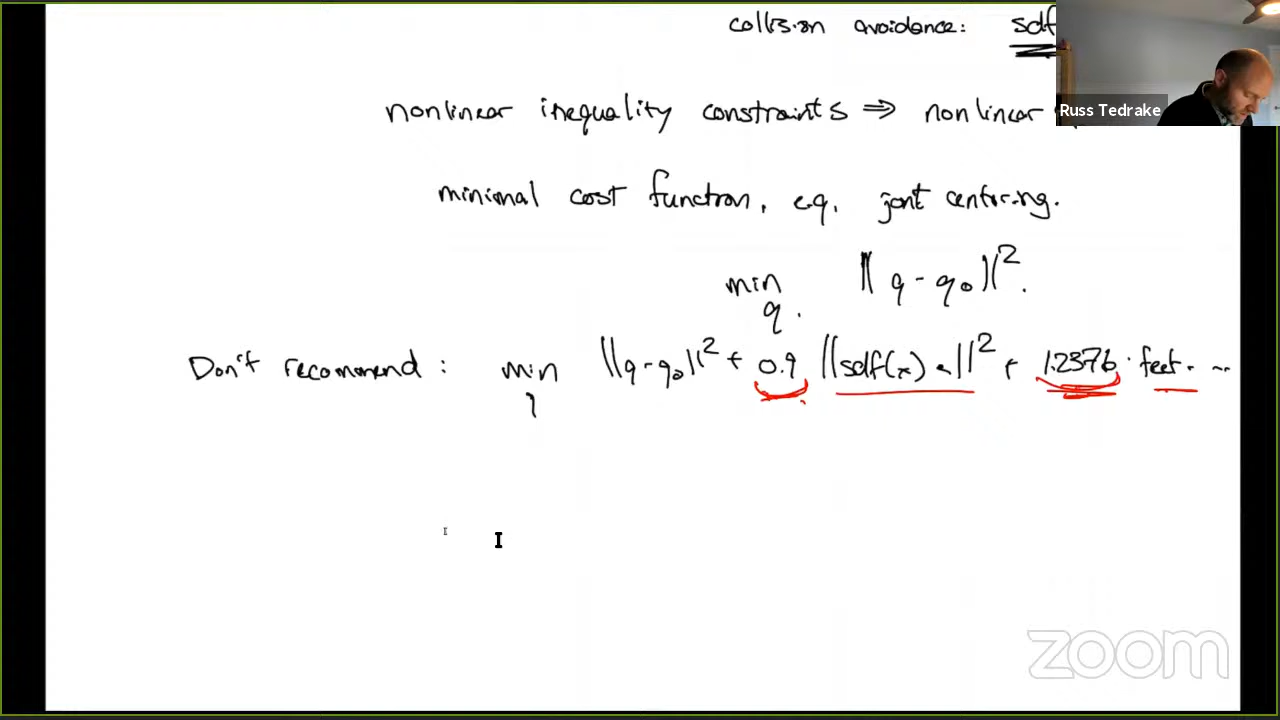 collision avoidance: sdf
Russ Tedrake
nonlinear inequality constraints ⇒ nonlinear
minimal cost function, e.g. joint centering.
min ‖q - q₀‖².
q.
Don't recommend : min ‖q-q₀‖² + 0.9 ‖sdf(x) ‖² + 1.2376 · feet. ...
q
zoom